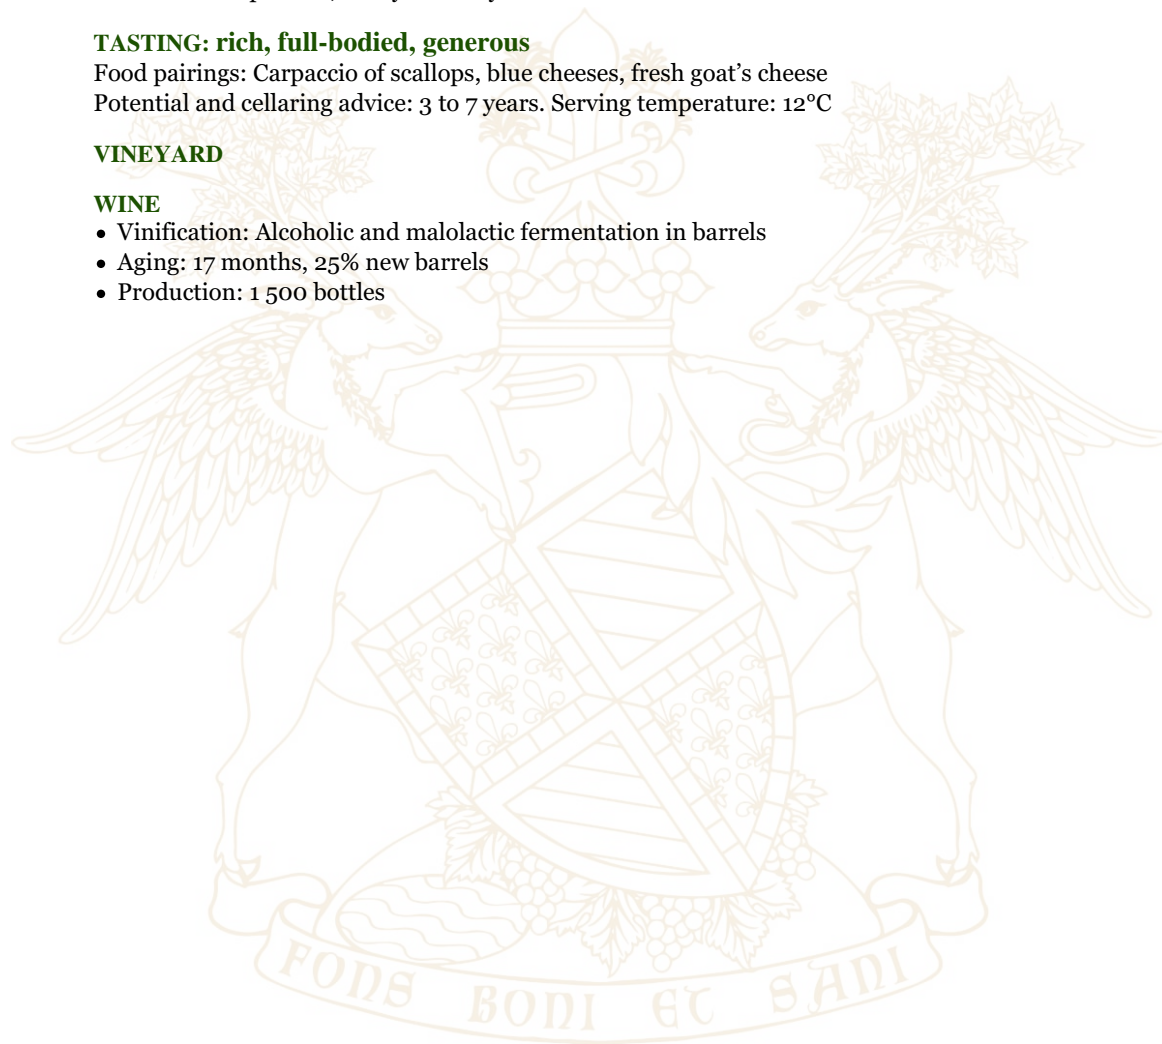 TASTING: rich, full-bodied, generous
Food pairings: Carpaccio of scallops, blue cheeses, fresh goat’s cheese
Potential and cellaring advice: 3 to 7 years. Serving temperature: 12°C
VINEYARD
WINE
• Vinification: Alcoholic and malolactic fermentation in barrels
• Aging: 17 months, 25% new barrels
• Production: 1 500 bottles
FONS BONI ET SANI